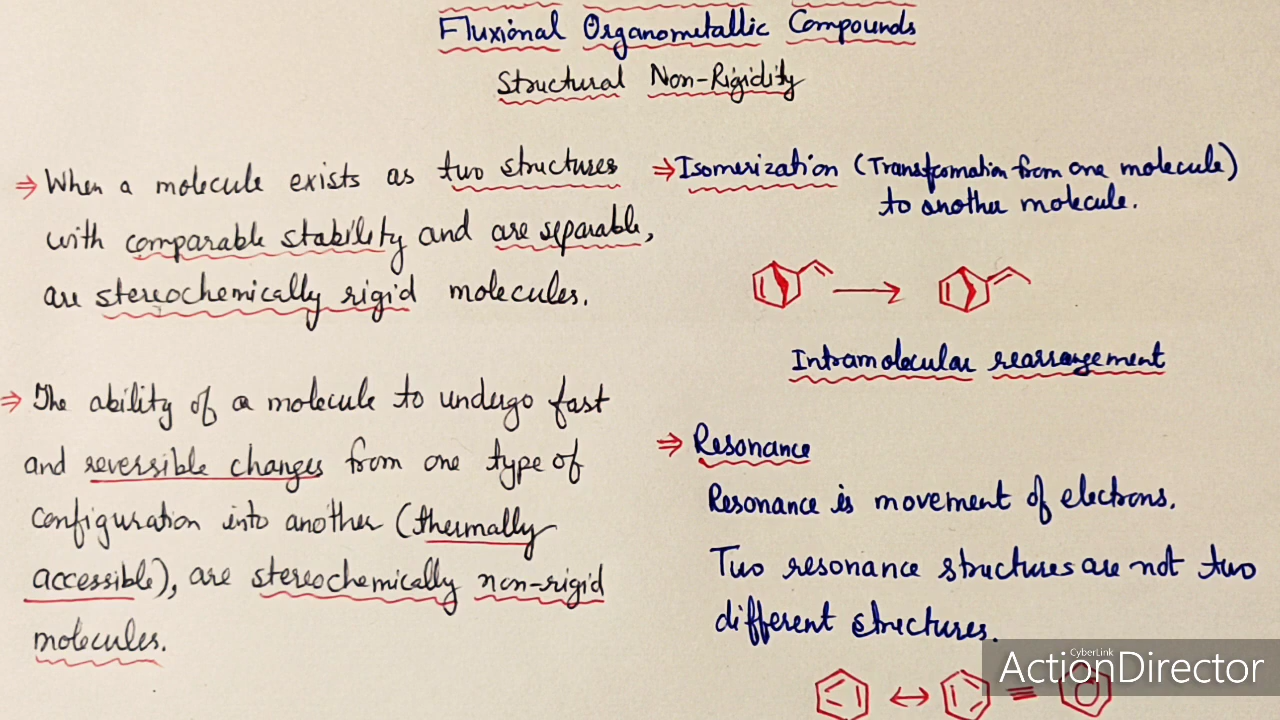 Fluxional Organometallic Compounds
Structural Non-Rigidity
⇒ When a molecule exists as two structures
with comparable stability and are separable,
are stereochemically rigid molecules.
⇒ The ability of a molecule to undergo fast
and reversible changes from one type of
configuration into another (thermally
accessible), are stereochemically non-rigid
molecules.
⇒ Isomerization (Transformation from one molecule)
to another molecule.
Intramolecular rearrangement
⇒ Resonance
Resonance is movement of electrons.
Two resonance structures are not two
different structures.
CyberLink
ActionDirector